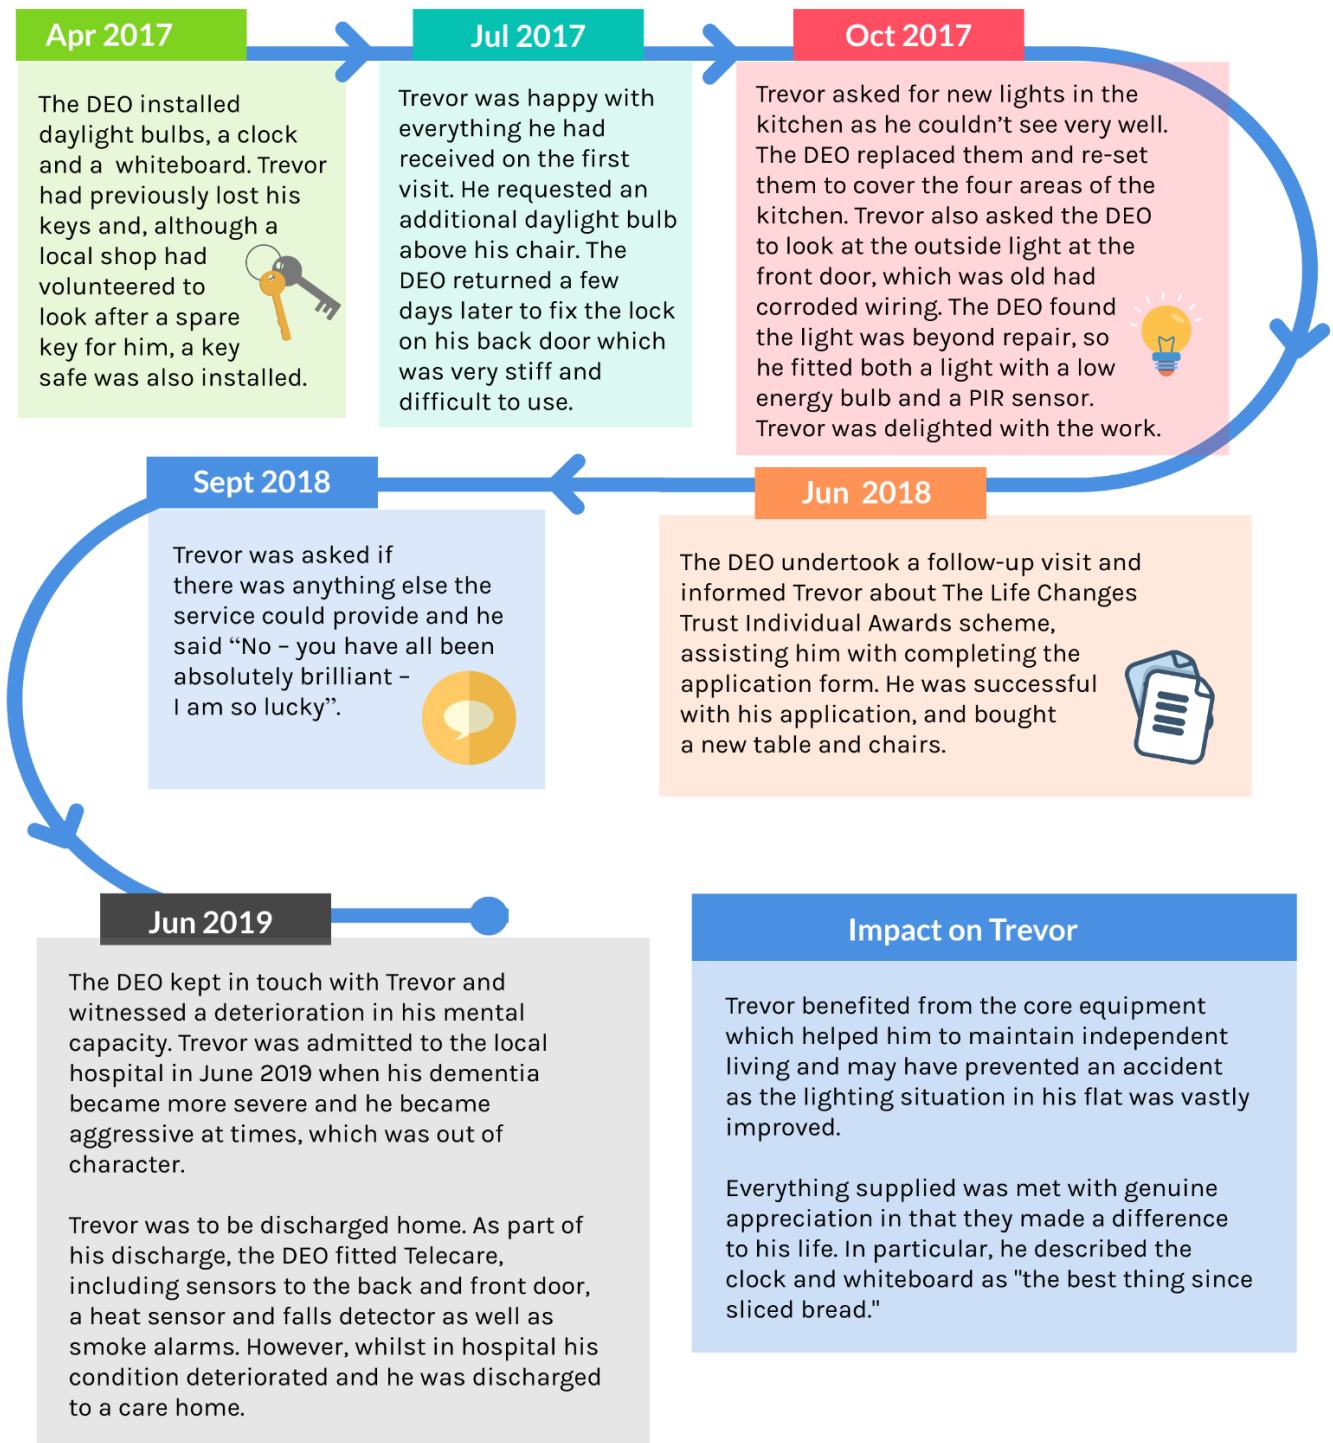 Apr 2017
The DEO installed
daylight bulbs, a clock
and a whiteboard. Trevor
had previously lost his
keys and, although a
local shop had
volunteered to
look after a spare
key for him, a key
safe was also installed.
Jul 2017
Trevor was happy with
everything he had
received on the first
visit. He requested an
additional daylight bulb
above his chair. The
DEO returned a few
days later to fix the lock
on his back door which
was very stiff and
difficult to use.
Oct 2017
Trevor asked for new lights in the
kitchen as he couldn’t see very well.
The DEO replaced them and re-set
them to cover the four areas of the
kitchen. Trevor also asked the DEO
to look at the outside light at the
front door, which was old had
corroded wiring. The DEO found
the light was beyond repair, so
he fitted both a light with a low
energy bulb and a PIR sensor.
Trevor was delighted with the work.
Jun 2018
The DEO undertook a follow-up visit and
informed Trevor about The Life Changes
Trust Individual Awards scheme,
assisting him with completing the
application form. He was successful
with his application, and bought
a new table and chairs.
Sept 2018
Trevor was asked if
there was anything else the
service could provide and he
said “No – you have all been
absolutely brilliant –
I am so lucky”.
Jun 2019
The DEO kept in touch with Trevor and
witnessed a deterioration in his mental
capacity. Trevor was admitted to the local
hospital in June 2019 when his dementia
became more severe and he became
aggressive at times, which was out of
character.
Trevor was to be discharged home. As part of
his discharge, the DEO fitted Telecare,
including sensors to the back and front door,
a heat sensor and falls detector as well as
smoke alarms. However, whilst in hospital his
condition deteriorated and he was discharged
to a care home.
Impact on Trevor
Trevor benefited from the core equipment
which helped him to maintain independent
living and may have prevented an accident
as the lighting situation in his flat was vastly
improved.
Everything supplied was met with genuine
appreciation in that they made a difference
to his life. In particular, he described the
clock and whiteboard as "the best thing since
sliced bread."